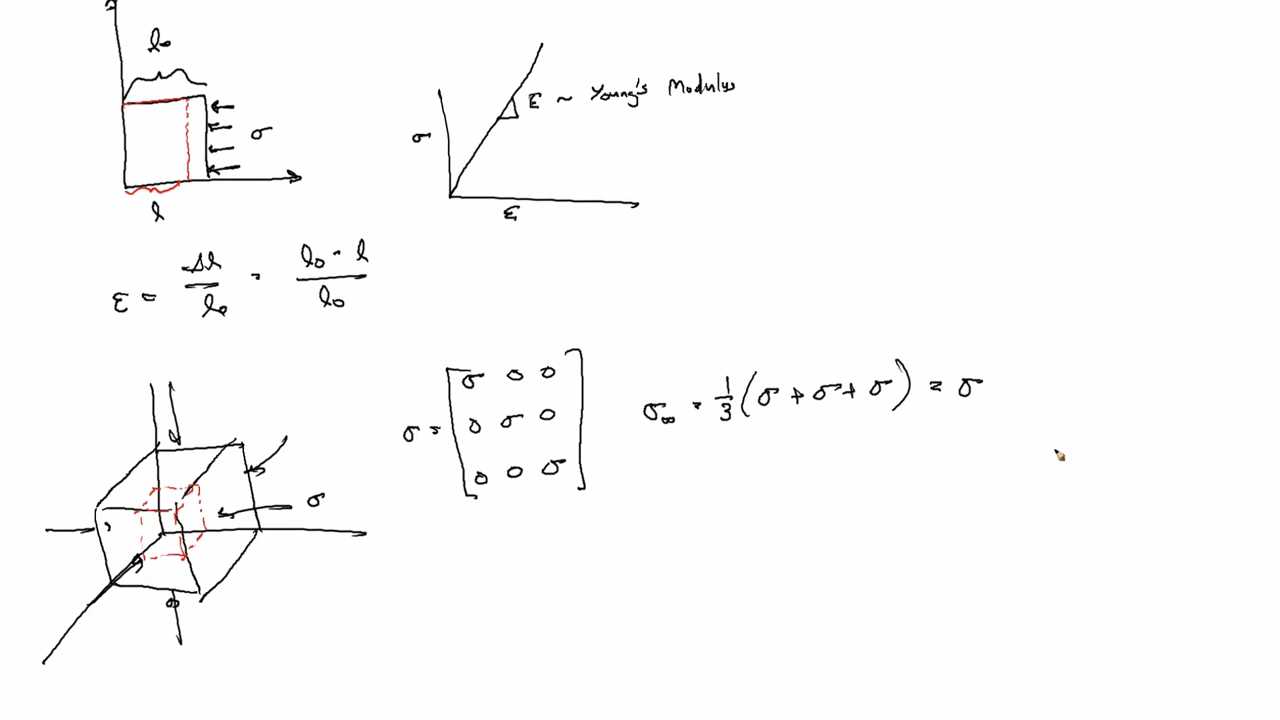 l₀
σ
l
σ
E ~ Young's Modulus
ε
ε = Δl / l₀ = (l₀ - l) / l₀
σ = [ σ 0 0
0 σ 0
0 0 σ ]
σ∞ = 1/3 ( σ + σ + σ ) = σ
σ